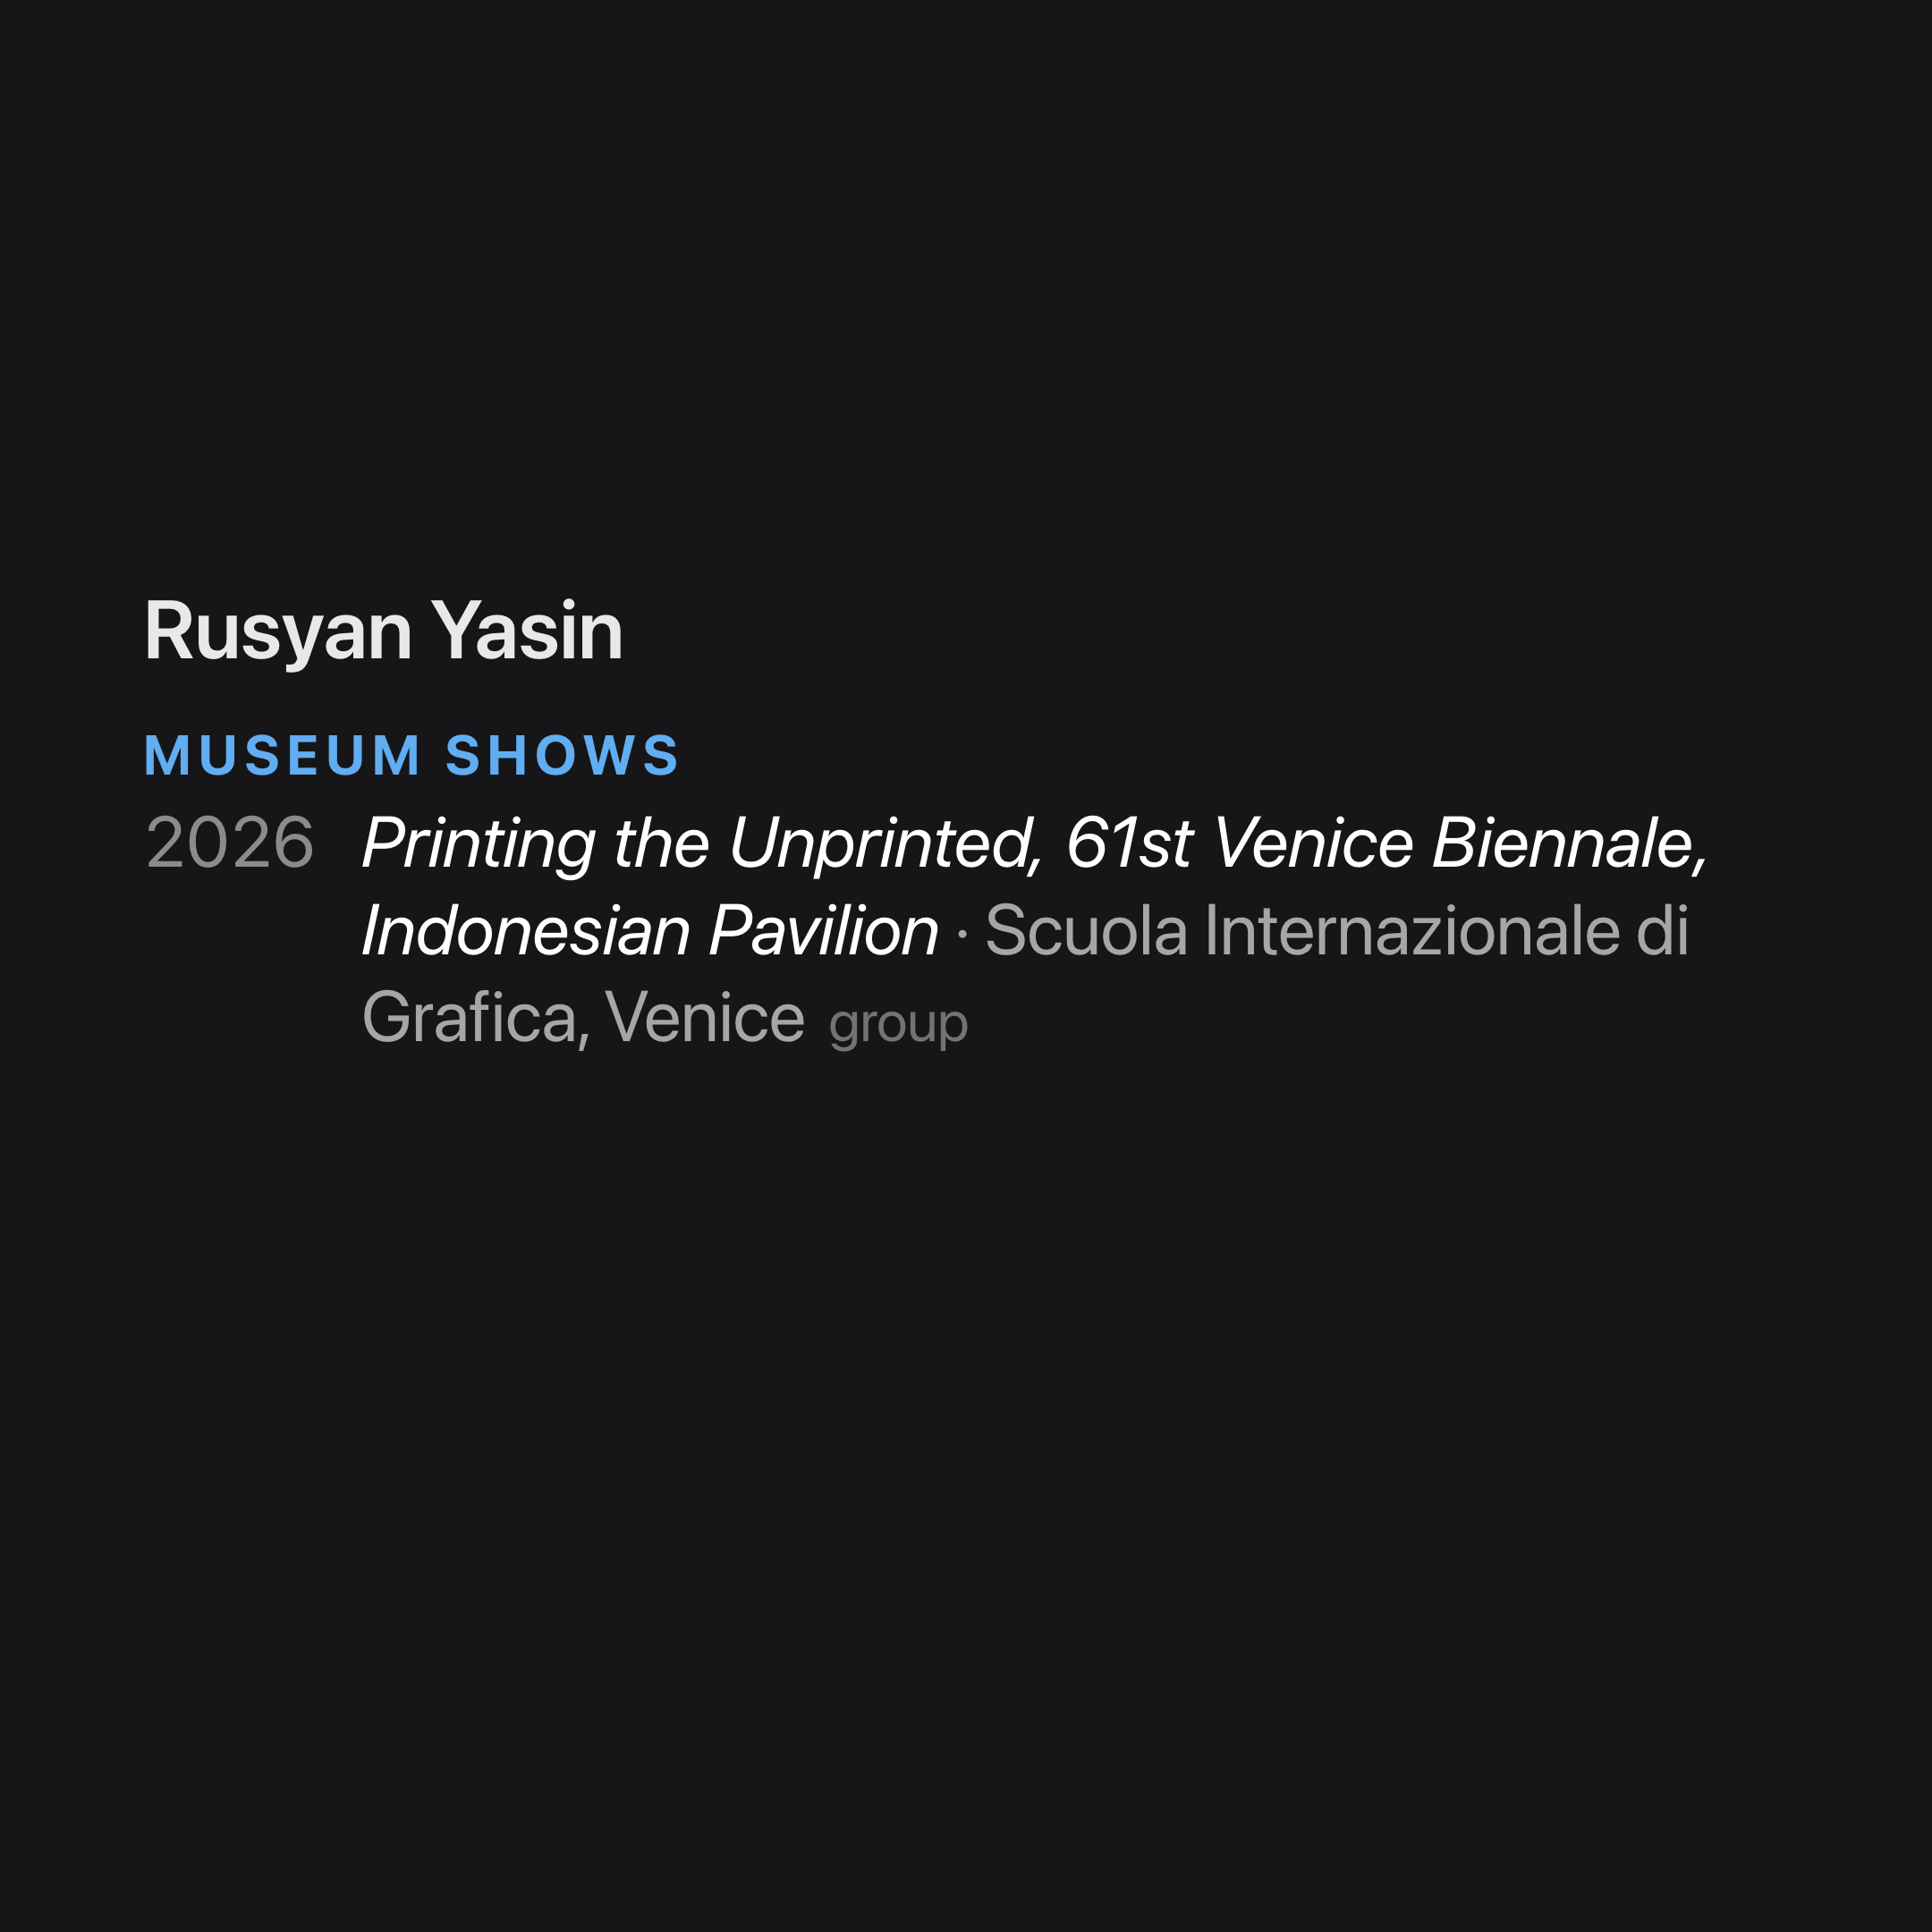 Rusyan Yasin
MUSEUM SHOWS
2026 Printing the Unprinted, 61st Venice Biennale,
Indonesian Pavilion · Scuola Internazionale di
Grafica, Venice group